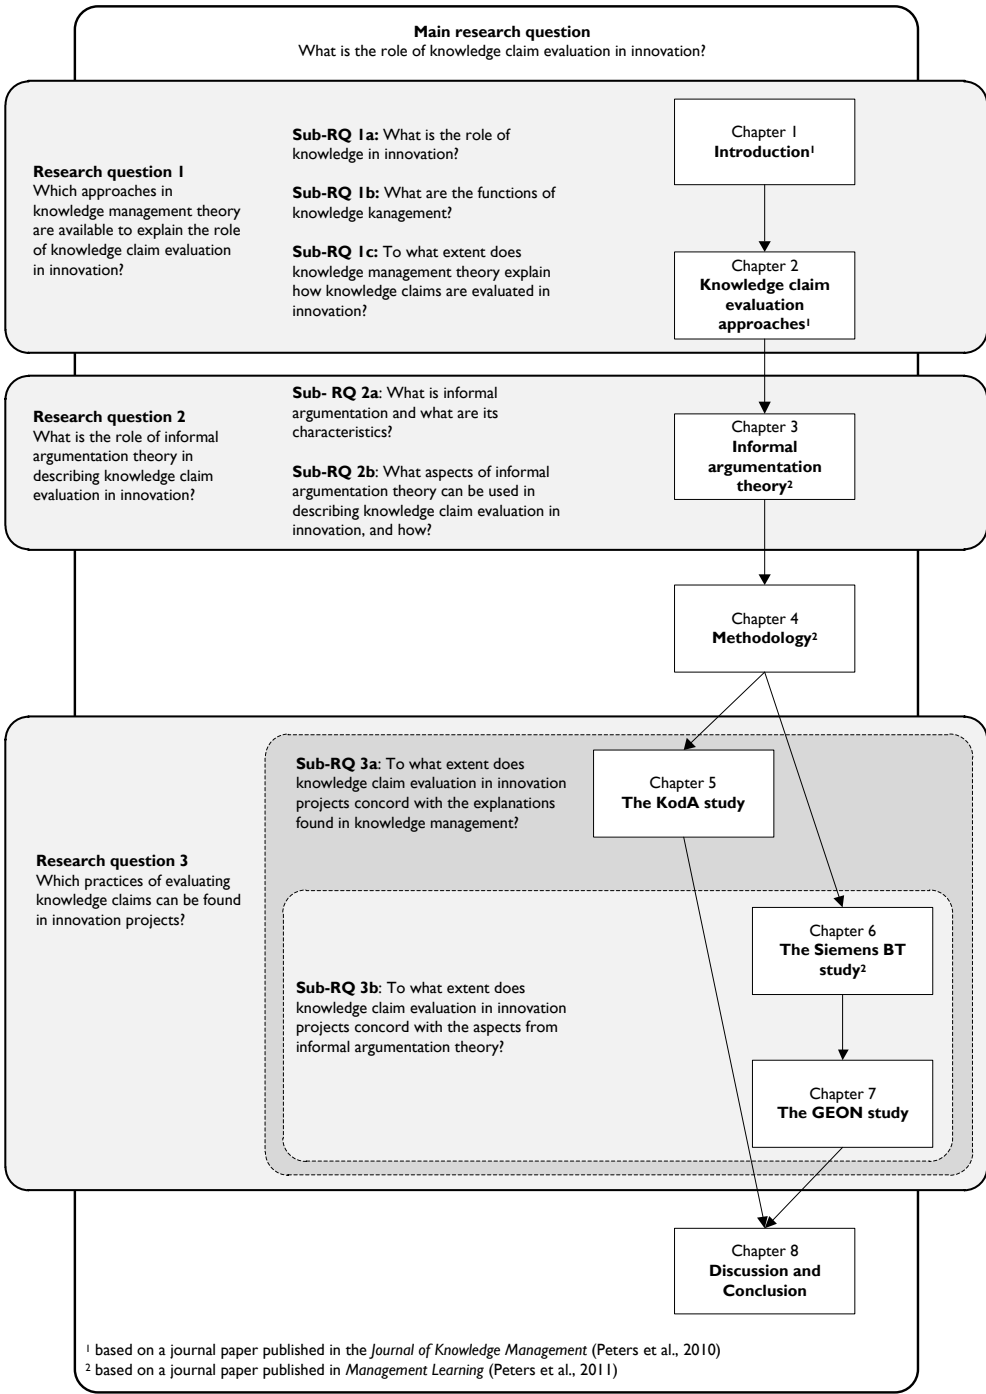 Main research question
What is the role of knowledge claim evaluation in innovation?
Research question 1
Which approaches in
knowledge management theory
are available to explain the role
of knowledge claim evaluation
in innovation?
Sub-RQ 1a: What is the role of
knowledge in innovation?
Sub-RQ 1b: What are the functions of
knowledge kanagement?
Sub-RQ 1c: To what extent does
knowledge management theory explain
how knowledge claims are evaluated in
innovation?
Chapter 1
Introduction¹
Chapter 2
Knowledge claim
evaluation
approaches¹
Research question 2
What is the role of informal
argumentation theory in
describing knowledge claim
evaluation in innovation?
Sub- RQ 2a: What is informal
argumentation and what are its
characteristics?
Sub-RQ 2b: What aspects of informal
argumentation theory can be used in
describing knowledge claim evaluation in
innovation, and how?
Chapter 3
Informal
argumentation
theory²
Chapter 4
Methodology²
Research question 3
Which practices of evaluating
knowledge claims can be found
in innovation projects?
Sub-RQ 3a: To what extent does
knowledge claim evaluation in innovation
projects concord with the explanations
found in knowledge management?
Chapter 5
The KodA study
Sub-RQ 3b: To what extent does
knowledge claim evaluation in innovation
projects concord with the aspects from
informal argumentation theory?
Chapter 6
The Siemens BT
study²
Chapter 7
The GEON study
Chapter 8
Discussion and
Conclusion
¹ based on a journal paper published in the Journal of Knowledge Management (Peters et al., 2010)
² based on a journal paper published in Management Learning (Peters et al., 2011)